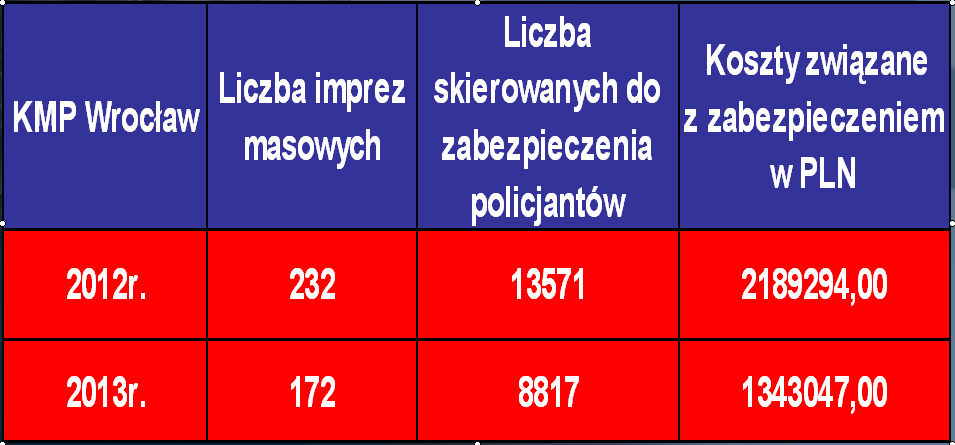 KMP Wrocław
Liczba imprez
masowych
Liczba
skierowanych do
zabezpieczenia
policjantów
Koszty związane
z zabezpieczeniem
w PLN
2012r. 232 13571 2189294,00
2013r. 172 8817 1343047,00